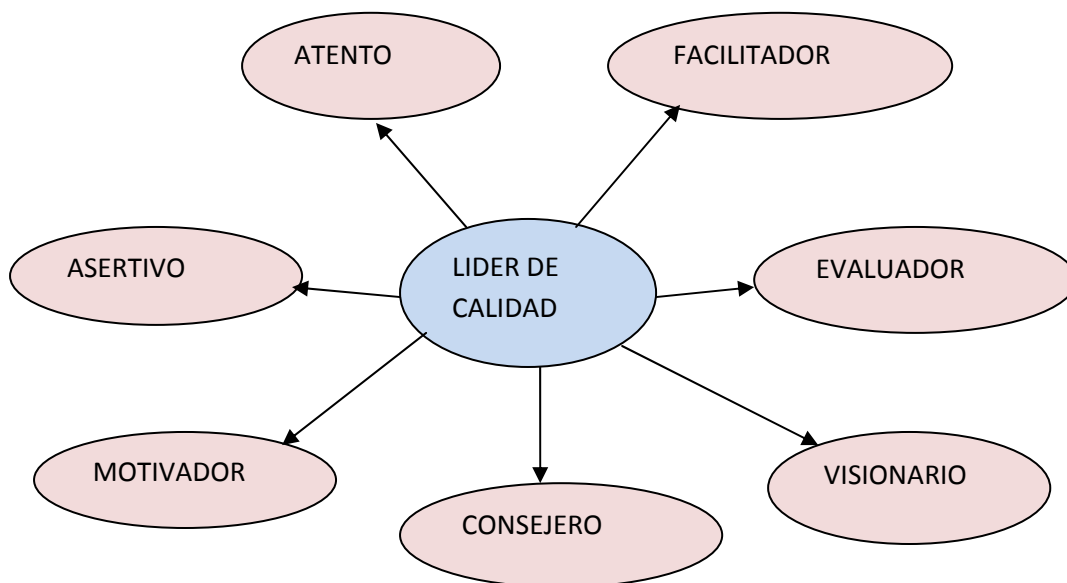 ATENTO
FACILITADOR
ASERTIVO
LIDER DE
CALIDAD
EVALUADOR
MOTIVADOR
CONSEJERO
VISIONARIO